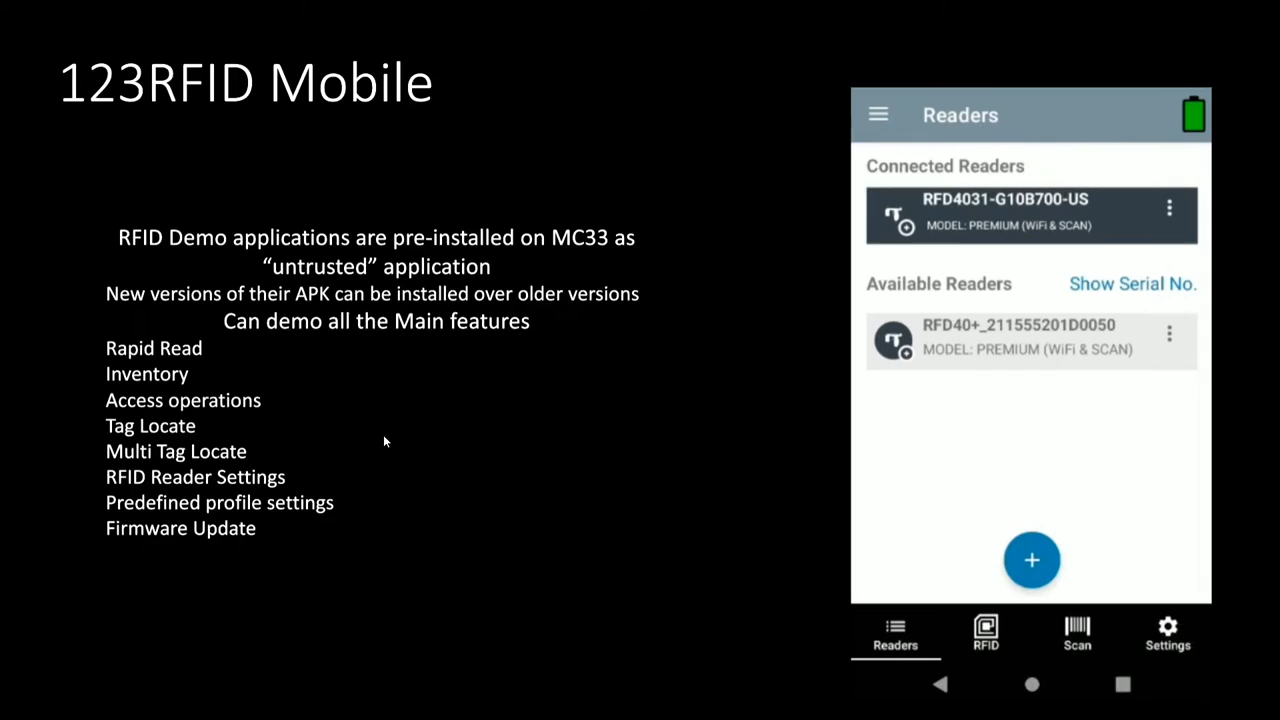 123RFID Mobile
RFID Demo applications are pre-installed on MC33 as
“untrusted” application
New versions of their APK can be installed over older versions
Can demo all the Main features
Rapid Read
Inventory
Access operations
Tag Locate
Multi Tag Locate
RFID Reader Settings
Predefined profile settings
Firmware Update
Readers
Connected Readers
RFD4031-G10B700-US
MODEL: PREMIUM (WiFi & SCAN)
Available Readers Show Serial No.
RFD40+_211555201D0050
MODEL: PREMIUM (WiFi & SCAN)
Readers RFID Scan Settings